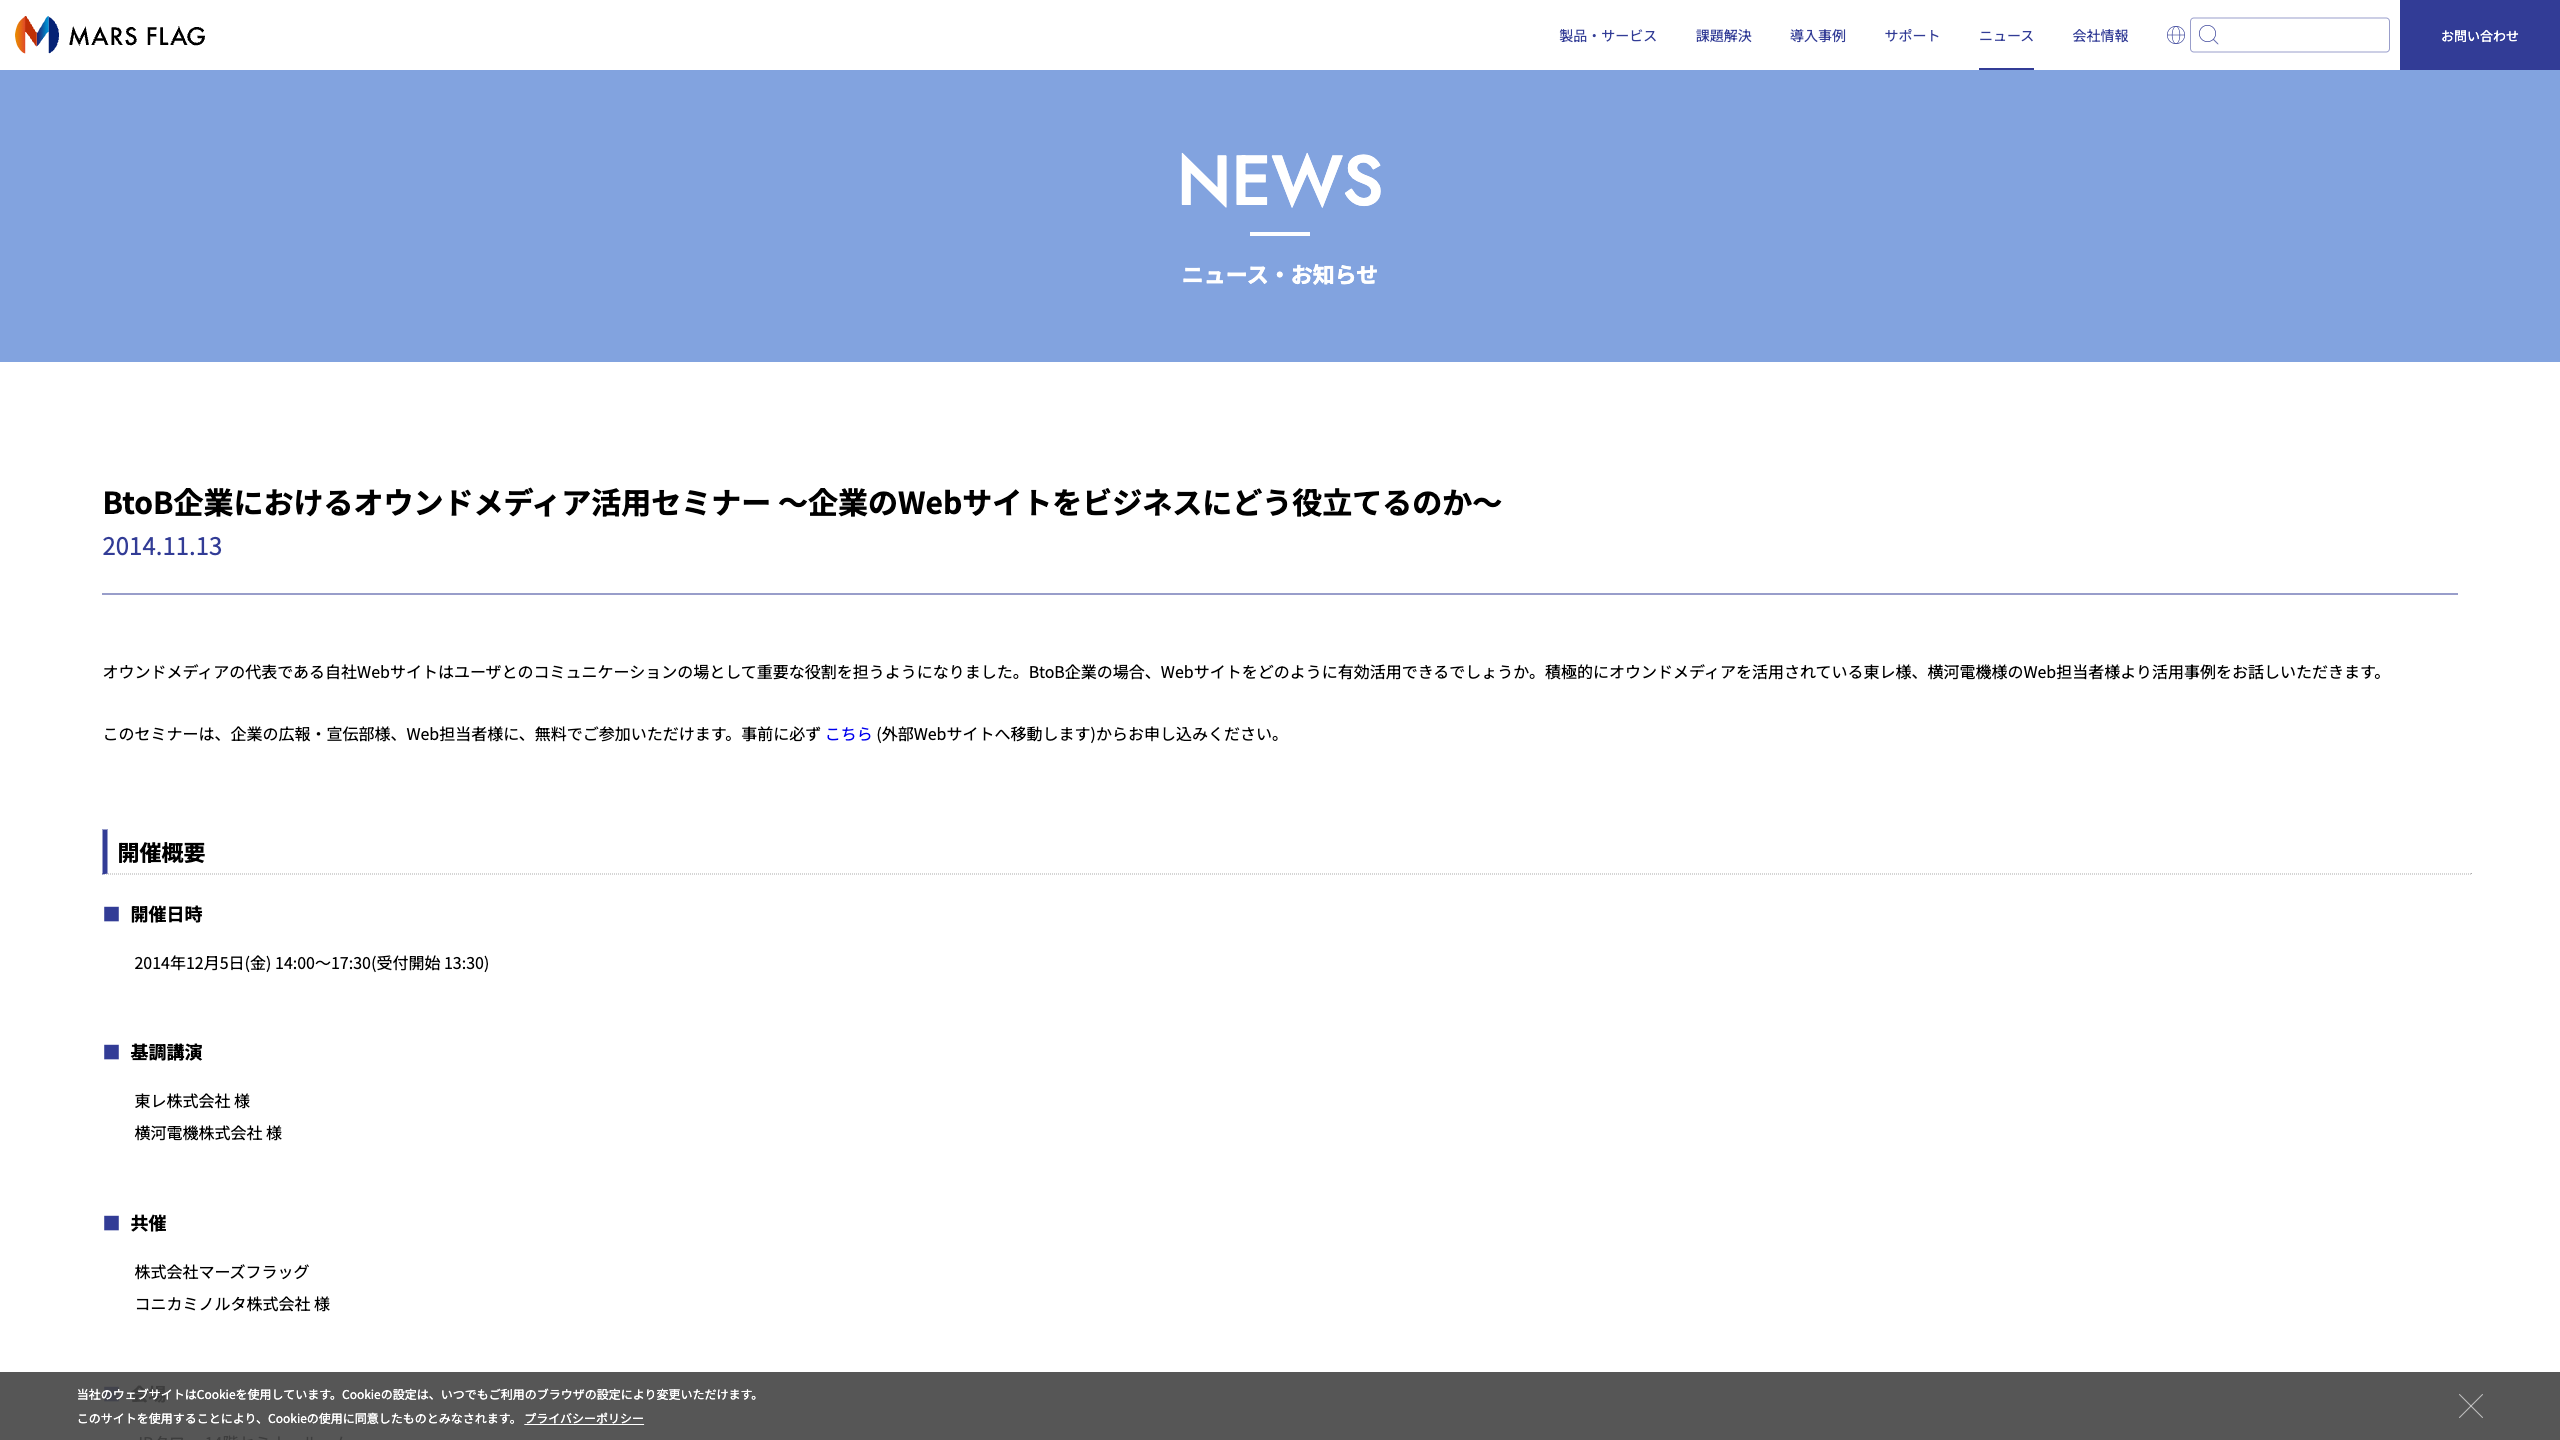 MARS FLAG
製品・サービス 課題解決 導入事例 サポート ニュース 会社情報 お問い合わせ
NEWS
ニュース・お知らせ
BtoB企業におけるオウンドメディア活用セミナー ～企業のWebサイトをビジネスにどう役立てるのか～
2014.11.13
オウンドメディアの代表である自社Webサイトはユーザとのコミュニケーションの場として重要な役割を担うようになりました。BtoB企業の場合、Webサイトをどのように有効活用できるでしょうか。積極的にオウンドメディアを活用されている東レ様、横河電機様のWeb担当者様より活用事例をお話しいただきます。
このセミナーは、企業の広報・宣伝部様、Web担当者様に、無料でご参加いただけます。事前に必ず こちら (外部Webサイトへ移動します)からお申し込みください。
開催概要
■ 開催日時
2014年12月5日(金) 14:00～17:30(受付開始 13:30)
■ 基調講演
東レ株式会社 様
横河電機株式会社 様
■ 共催
株式会社マーズフラッグ
コニカミノルタ株式会社 様
当社のウェブサイトはCookieを使用しています。Cookieの設定は、いつでもご利用のブラウザの設定により変更いただけます。
このサイトを使用することにより、Cookieの使用に同意したものとみなされます。 プライバシーポリシー